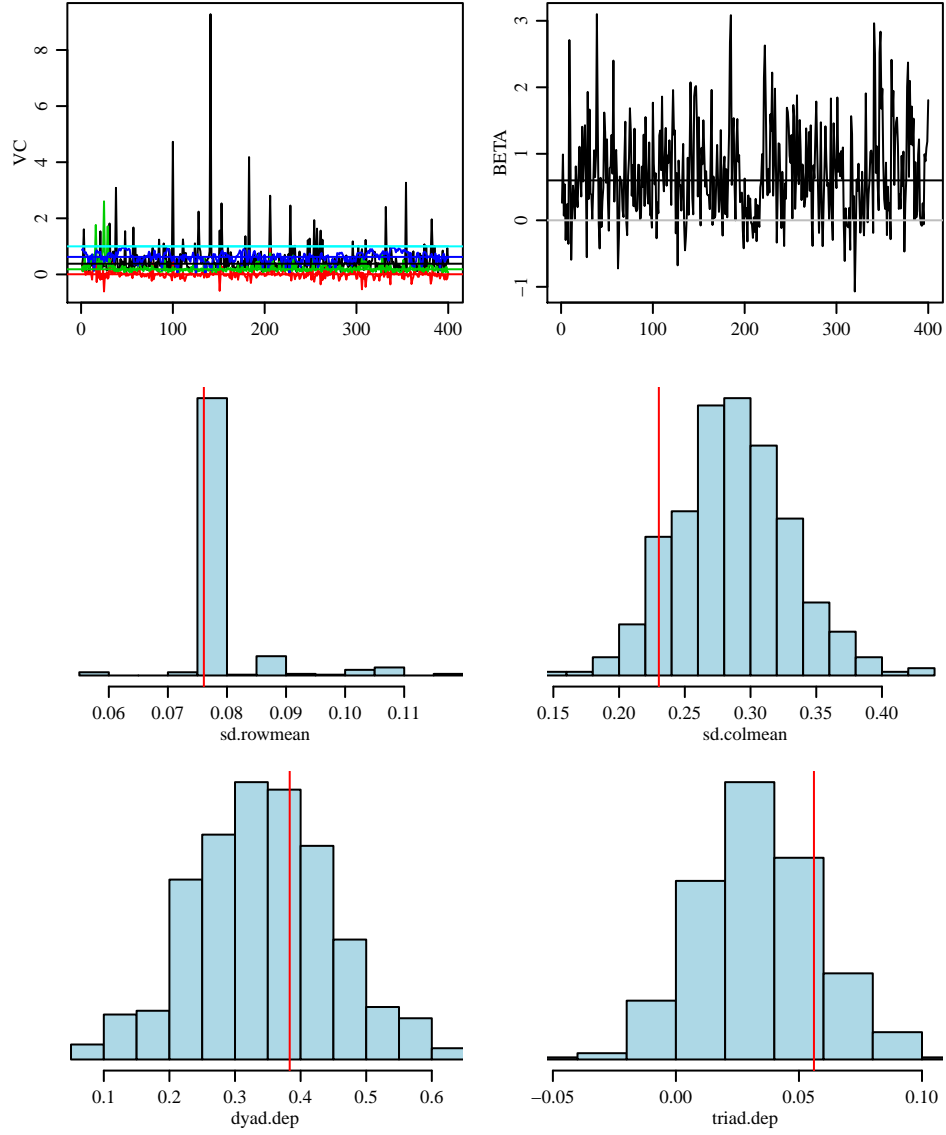 VC
0 2 4 6 8
0 100 200 300 400
BETA
−1 0 1 2 3
0 100 200 300 400
0.06 0.07 0.08 0.09 0.10 0.11
sd.rowmean
0.15 0.20 0.25 0.30 0.35 0.40
sd.colmean
0.1 0.2 0.3 0.4 0.5 0.6
dyad.dep
−0.05 0.00 0.05 0.10
triad.dep